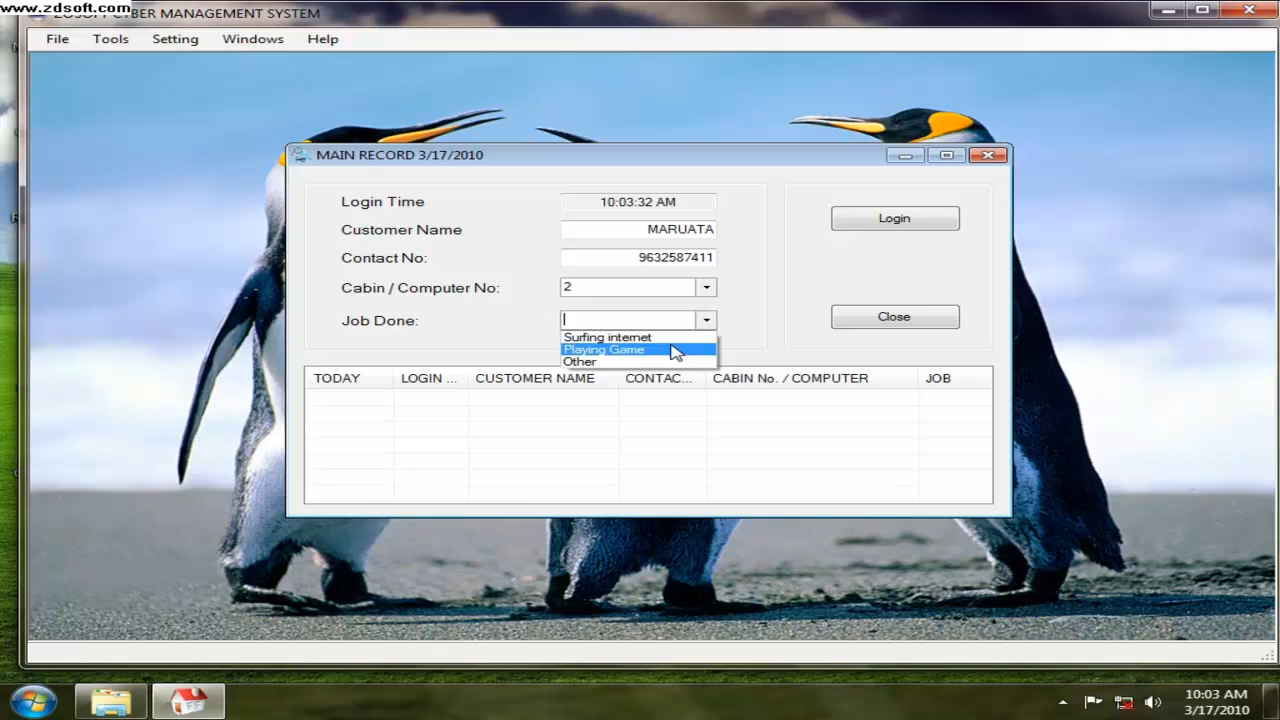 www.zdsoft.com
CYBER MANAGEMENT SYSTEM
File Tools Setting Windows Help
MAIN RECORD 3/17/2010
Login Time 10:03:32 AM
Login
Customer Name MARUATA
Contact No: 9632587411
Cabin / Computer No: 2
Close
Job Done:
Surfing internet
Playing Game
Other
TODAY LOGIN ... CUSTOMER NAME CONTAC... CABIN No. / COMPUTER JOB
10:03 AM
3/17/2010